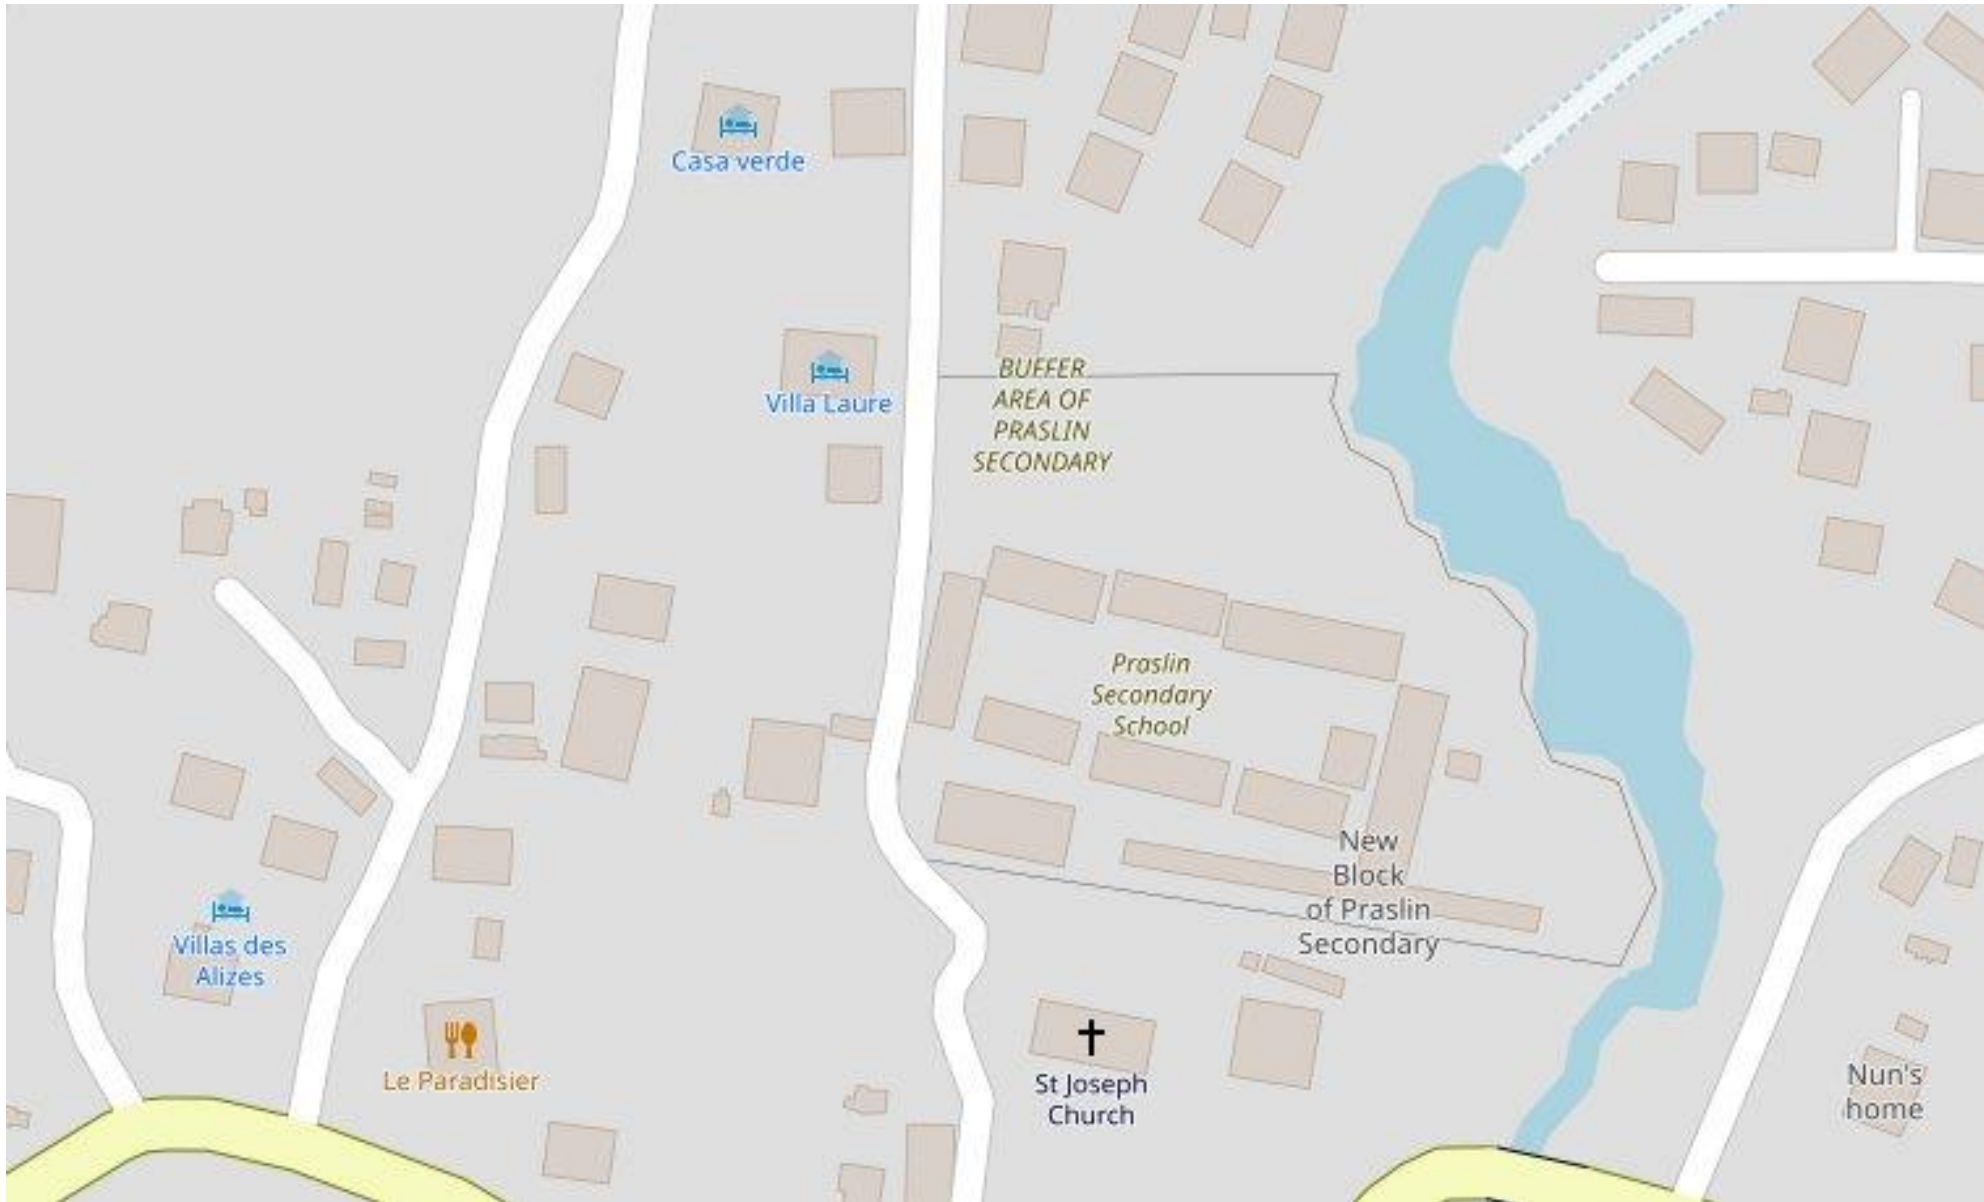 Casa verde
Villa Laure
BUFFER
AREA OF
PRASLIN
SECONDARY
Praslin
Secondary
School
New
Block
of Praslin
Secondary
Villas des
Alizes
Le Paradisier
St Joseph
Church
Nun's
home